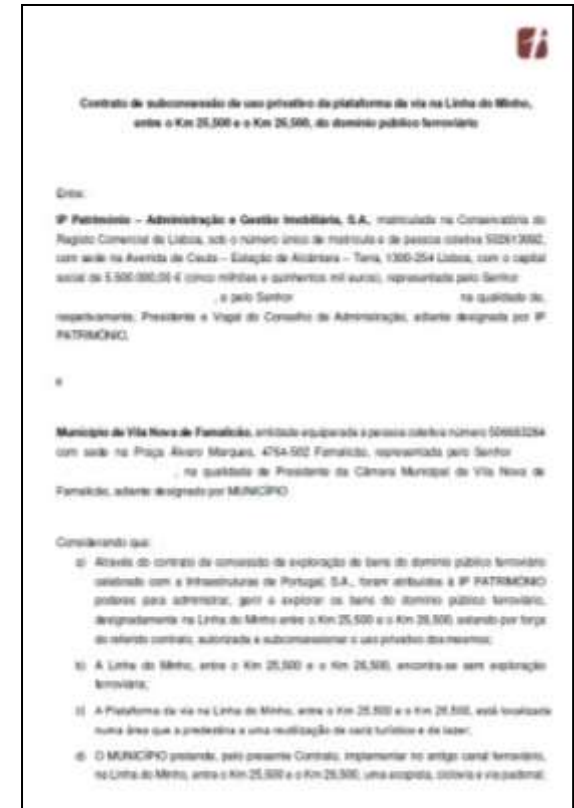 Contrato de subconcessão de uso privativo da plataforma da via na Linha do Minho,
entre o Km 25,500 e o Km 26,500, do domínio público ferroviário
Entre:
IP Património – Administração e Gestão Imobiliária, S.A., matriculada na Conservatória do
Registo Comercial de Lisboa, sob o número único de matrícula e de pessoa coletiva
com sede na Avenida de Ceuta – Estação de Alcântara – Terra, 1300-254 Lisboa, com o capital
social de 5.500.000,00 € (cinco milhões e quinhentos mil euros), representada pelo Senhor
, e pelo Senhor na qualidade de,
respetivamente, Presidente e Vogal do Conselho de Administração, adiante designada por IP
PATRIMÓNIO,
e
Município de Vila Nova de Famalicão, entidade equiparada a pessoa coletiva número
com sede na Praça Álvaro Marques, 4764-502 Famalicão, representada pelo Senhor
, na qualidade de Presidente da Câmara Municipal de Vila Nova de
Famalicão, adiante designado por MUNICÍPIO
Considerando que:
a) Através do contrato de concessão de exploração de bens do domínio público ferroviário
celebrado com a Infraestruturas de Portugal, S.A., foram atribuídos à IP PATRIMÓNIO
poderes para administrar, gerir e explorar os bens do domínio público ferroviário,
designadamente na Linha do Minho entre o Km 25,500 e o Km 26,500, estando por força
do referido contrato, autorizada a subconcessionar o uso privativo dos mesmos;
b) A Linha do Minho, entre o Km 25,500 e o Km 26,500, encontra-se sem exploração
ferroviária;
c) A Plataforma da via na Linha do Minho, entre o Km 25,500 e o Km 26,500, está localizada
numa área que a predestina a uma reutilização de cariz turístico e de lazer;
d) O MUNICÍPIO pretende, pelo presente Contrato, implementar no antigo canal ferroviário,
na Linha do Minho, entre o Km 25,500 e o Km 26,500, uma ecopista, ciclovia e via pedonal;